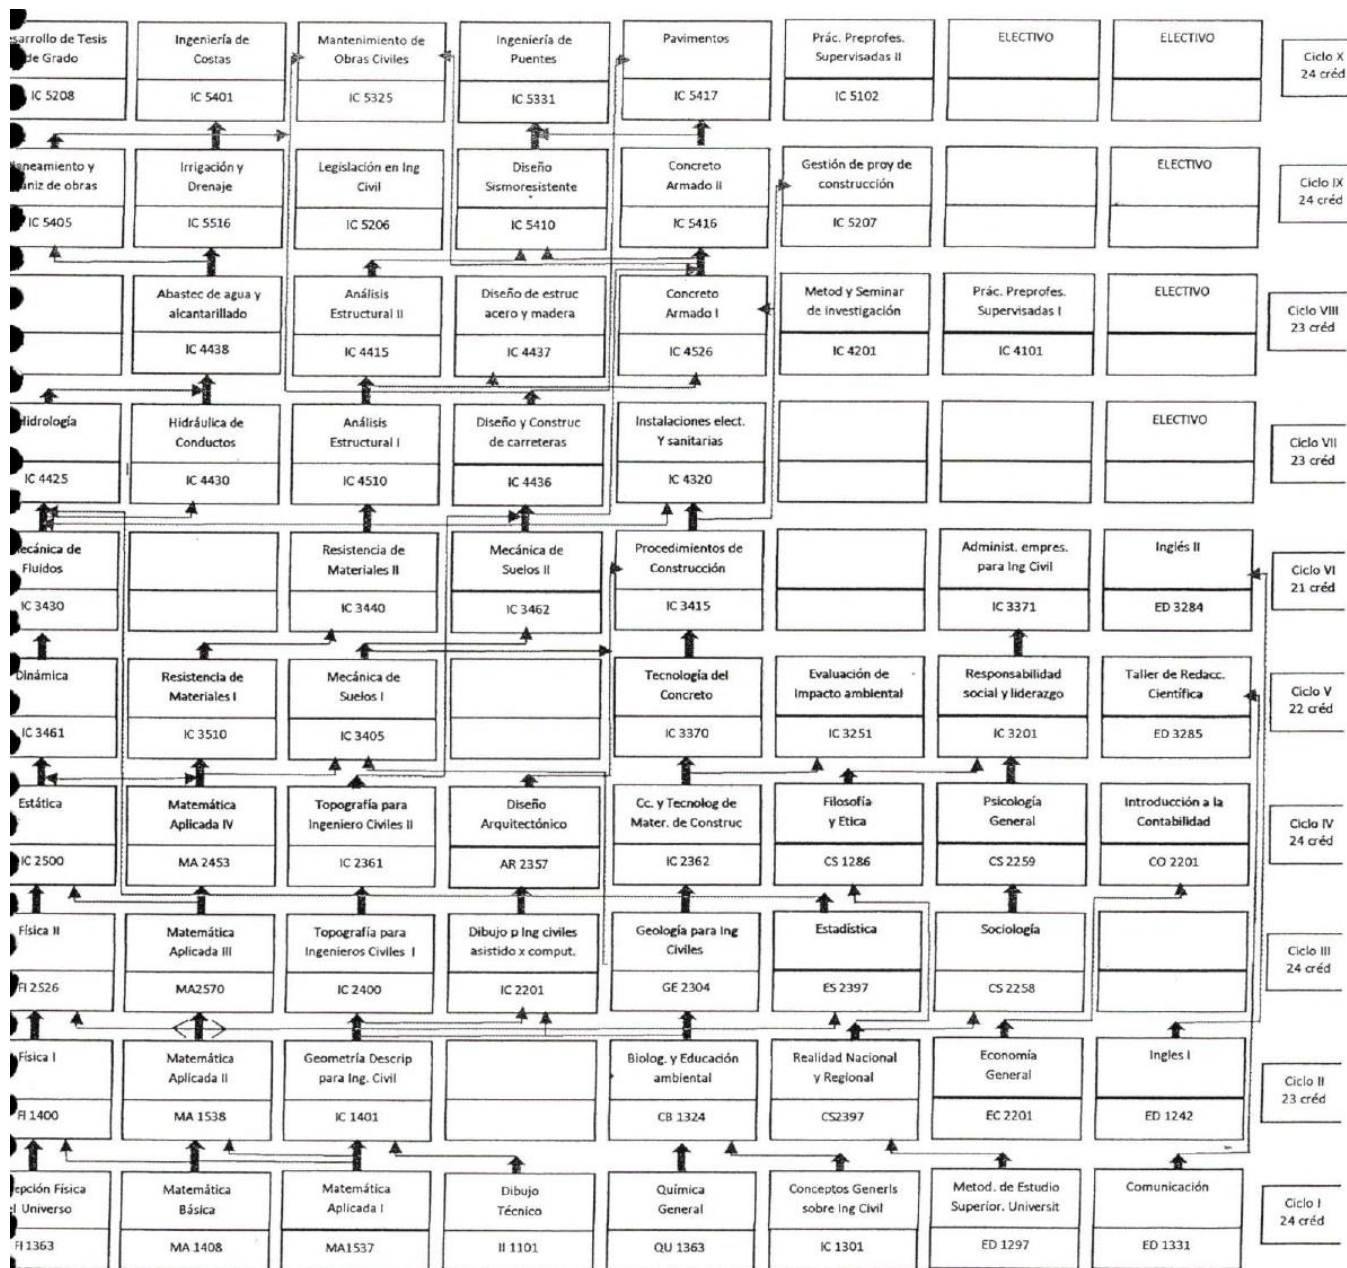 sarrollo de Tesis
de Grado
IC 5208
Ingeniería de
Costas
IC 5401
Mantenimiento de
Obras Civiles
IC 5325
Ingeniería de
Puentes
IC 5331
Pavimentos
IC 5417
Prác. Preprofes.
Supervisadas II
IC 5102
ELECTIVO
ELECTIVO
Ciclo X
24 créd
laneamiento y
aniz de obras
IC 5405
Irrigación y
Drenaje
IC 5516
Legislación en Ing
Civil
IC 5206
Diseño
Sismoresistente
IC 5410
Concreto
Armado II
IC 5416
Gestión de proy de
construcción
IC 5207
ELECTIVO
Ciclo IX
24 créd
Abastec de agua y
alcantarillado
IC 4438
Análisis
Estructural II
IC 4415
Diseño de estruc
acero y madera
IC 4437
Concreto
Armado I
IC 4526
Metod y Seminar
de investigación
IC 4201
Prác. Preprofes.
Supervisadas I
IC 4101
ELECTIVO
Ciclo VIII
23 créd
Hidrología
IC 4425
Hidráulica de
Conductos
IC 4430
Análisis
Estructural I
IC 4510
Diseño y Construc
de carreteras
IC 4436
Instalaciones elect.
Y sanitarias
IC 4320
ELECTIVO
Ciclo VII
23 créd
ecánica de
Fluidos
IC 3430
Resistencia de
Materiales II
IC 3440
Mecánica de
Suelos II
IC 3462
Procedimientos de
Construcción
IC 3415
Administ. empres.
para Ing Civil
IC 3371
Inglés II
ED 3284
Ciclo VI
21 créd
Dinámica
IC 3461
Resistencia de
Materiales I
IC 3510
Mecánica de
Suelos I
IC 3405
Tecnología del
Concreto
IC 3370
Evaluación de
Impacto ambiental
IC 3251
Responsabilidad
social y liderazgo
IC 3201
Taller de Redacc.
Científica
ED 3285
Ciclo V
22 créd
Estática
IC 2500
Matemática
Aplicada IV
MA 2453
Topografía para
Ingeniero Civiles II
IC 2361
Diseño
Arquitectónico
AR 2357
Cc. y Tecnolog de
Mater. de Construc
IC 2362
Filosofía
y Etica
CS 1286
Psicología
General
CS 2259
Introducción a la
Contabilidad
CO 2201
Ciclo IV
24 créd
Física II
FI 2526
Matemática
Aplicada III
MA2570
Topografía para
Ingenieros Civiles I
IC 2400
Dibujo p Ing civiles
asistido x comput.
IC 2201
Geología para Ing
Civiles
GE 2304
Estadística
ES 2397
Sociología
CS 2258
Ciclo III
24 créd
Física I
FI 1400
Matemática
Aplicada II
MA 1538
Geometría Descrip
para Ing. Civil
IC 1401
Biolog. y Educación
ambiental
CB 1324
Realidad Nacional
y Regional
CS2397
Economía
General
EC 2201
Ingles I
ED 1242
Ciclo II
23 créd
epción Física
l Universo
FI 1363
Matemática
Básica
MA 1408
Matemática
Aplicada I
MA1537
Dibujo
Técnico
II 1101
Química
General
QU 1363
Conceptos Generls
sobre Ing Civil
IC 1301
Metod. de Estudio
Superior. Universit
ED 1297
Comunicación
ED 1331
Ciclo I
24 créd